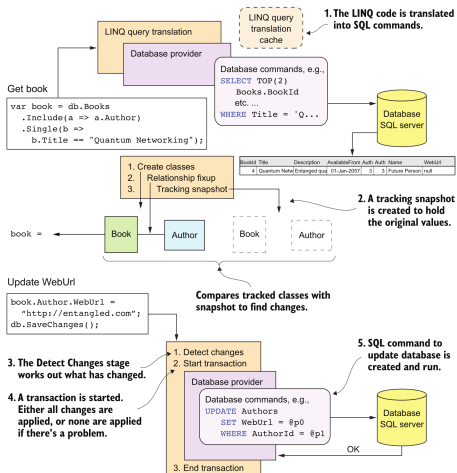 LINQ query translation
Database provider
LINQ query
translation
cache
1. The LINQ code is translated
into SQL commands.
Database commands, e.g.,
SELECT TOP(2)
Books.BookId
etc. ...
WHERE Title = 'Q...
Database
SQL server
Get book
var book = db.Books
.Include(a => a.Author)
.Single(b =>
b.Title == "Quantum Networking");
BookId Title Description AvailableFrom Auth Auth Name WebUrl
4 Quantum Netw Entangled qua 01-Jan-2057 3 3 Future Person null
1. Create classes
2. Relationship fixup
3. Tracking snapshot
2. A tracking snapshot
is created to hold
the original values.
book =
Book
Author
Book
Author
Compares tracked classes with
snapshot to find changes.
Update WebUrl
book.Author.WebUrl =
“http://entangled.com”;
db.SaveChanges();
3. The Detect Changes stage
works out what has changed.
4. A transaction is started.
Either all changes are
applied, or none are applied
if there’s a problem.
1. Detect changes
2. Start transaction
Database provider
Database commands, e.g.,
UPDATE Authors
SET WebUrl = @p0
WHERE AuthorId = @p1
3. End transaction
5. SQL command to
update database is
created and run.
Database
SQL server
OK